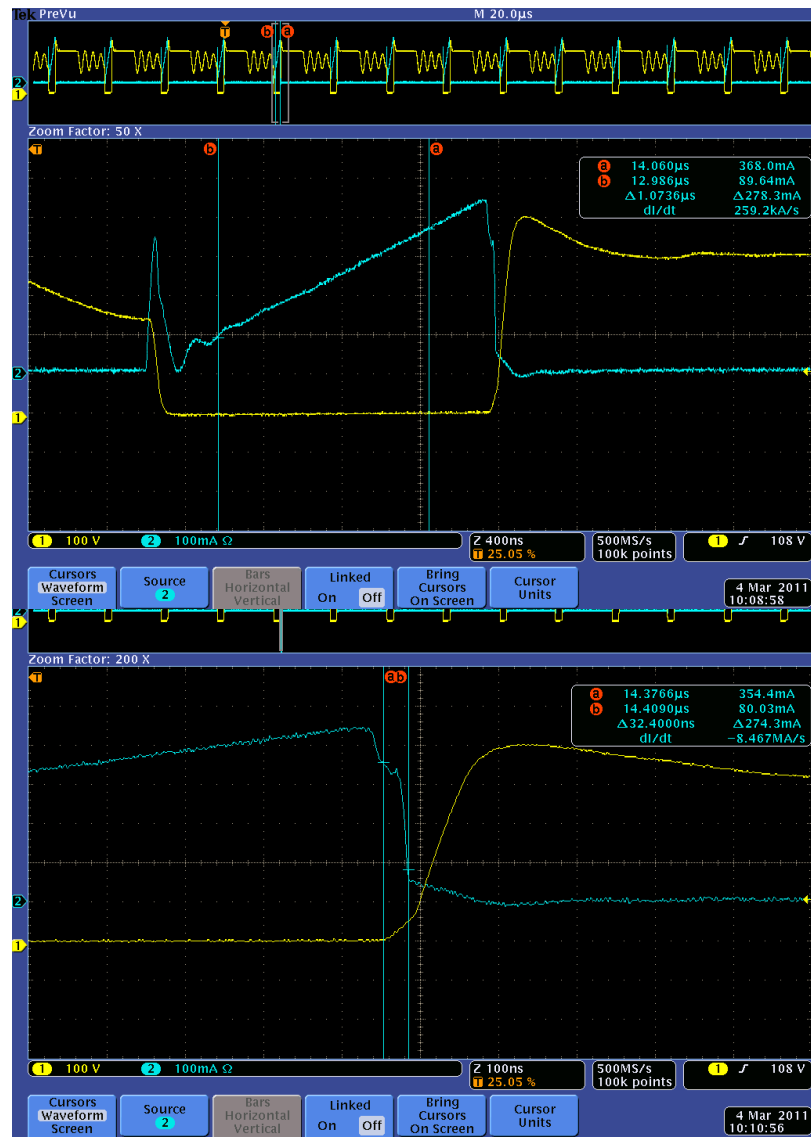 Tek PreVu M 20.0µs
T b a
2
1
Zoom Factor: 50 X
T b a
a 14.060µs 368.0mA
b 12.986µs 89.64mA
Δ1.0736µs Δ278.3mA
dI/dt 259.2kA/s
2
1
1 100 V 2 100mA Ω Z 400ns 500MS/s 1 108 V
T 25.05 % 100k points
Cursors Waveform Screen
Source 2
Bars Horizontal Vertical
Linked On Off
Bring Cursors On Screen
Cursor Units
4 Mar 2011
10:08:58
2
1
Zoom Factor: 200 X
T a b
a 14.3766µs 354.4mA
b 14.4090µs 80.03mA
Δ32.4000ns Δ274.3mA
dI/dt −8.467MA/s
2
1
1 100 V 2 100mA Ω Z 100ns 500MS/s 1 108 V
T 25.05 % 100k points
Cursors Waveform Screen
Source 2
Bars Horizontal Vertical
Linked On Off
Bring Cursors On Screen
Cursor Units
4 Mar 2011
10:10:56